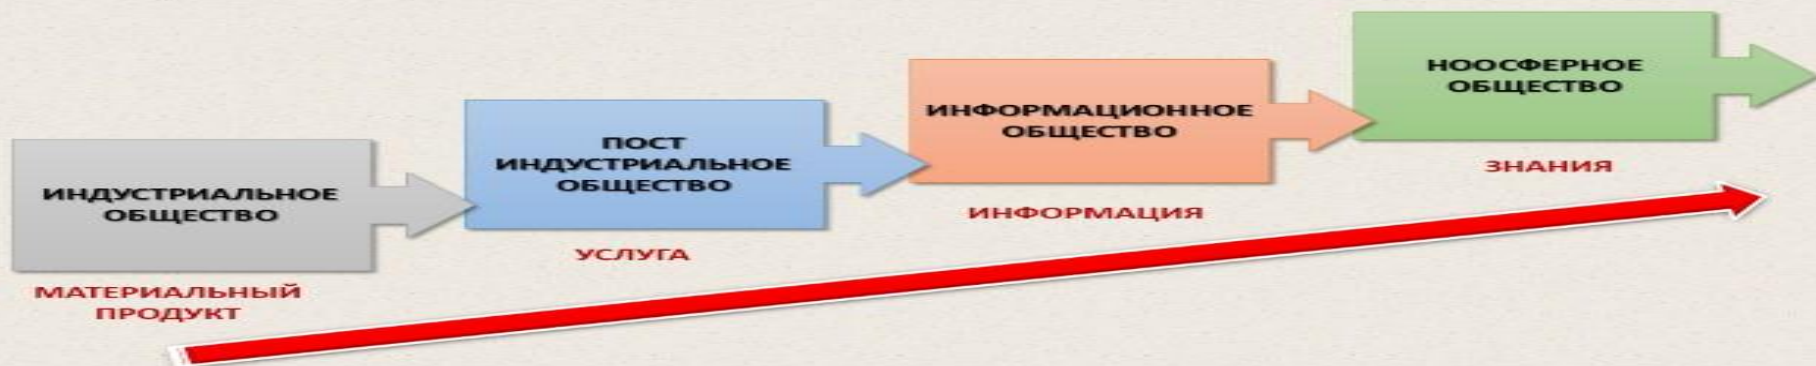 ИНДУСТРИАЛЬНОЕ
ОБЩЕСТВО
МАТЕРИАЛЬНЫЙ
ПРОДУКТ
ПОСТ
ИНДУСТРИАЛЬНОЕ
ОБЩЕСТВО
УСЛУГА
ИНФОРМАЦИОННОЕ
ОБЩЕСТВО
ИНФОРМАЦИЯ
НООСФЕРНОЕ
ОБЩЕСТВО
ЗНАНИЯ